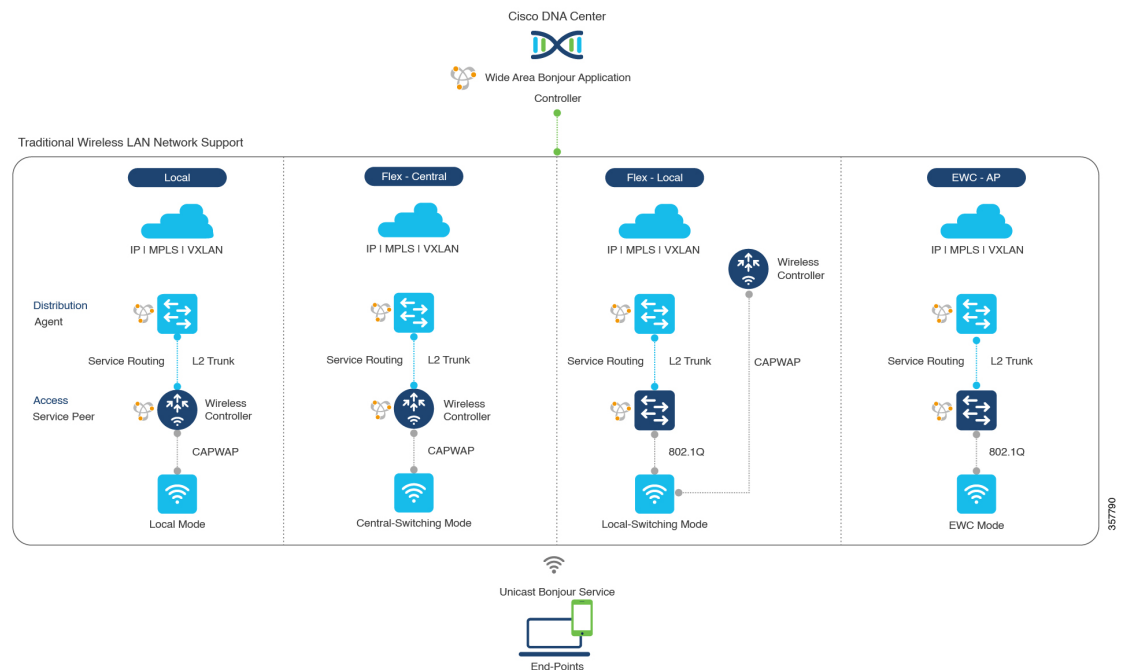 Cisco DNA Center
Wide Area Bonjour Application
Controller
Traditional Wireless LAN Network Support
Local
Flex - Central
Flex - Local
EWC - AP
IP I MPLS I VXLAN
IP I MPLS I VXLAN
IP I MPLS I VXLAN
IP I MPLS I VXLAN
Wireless
Controller
Distribution
Agent
Service Routing
L2 Trunk
Service Routing
L2 Trunk
Service Routing
L2 Trunk
CAPWAP
Service Routing
L2 Trunk
Access
Service Peer
Wireless
Controller
Wireless
Controller
CAPWAP
CAPWAP
802.1Q
802.1Q
Local Mode
Central-Switching Mode
Local-Switching Mode
EWC Mode
357790
Unicast Bonjour Service
End-Points